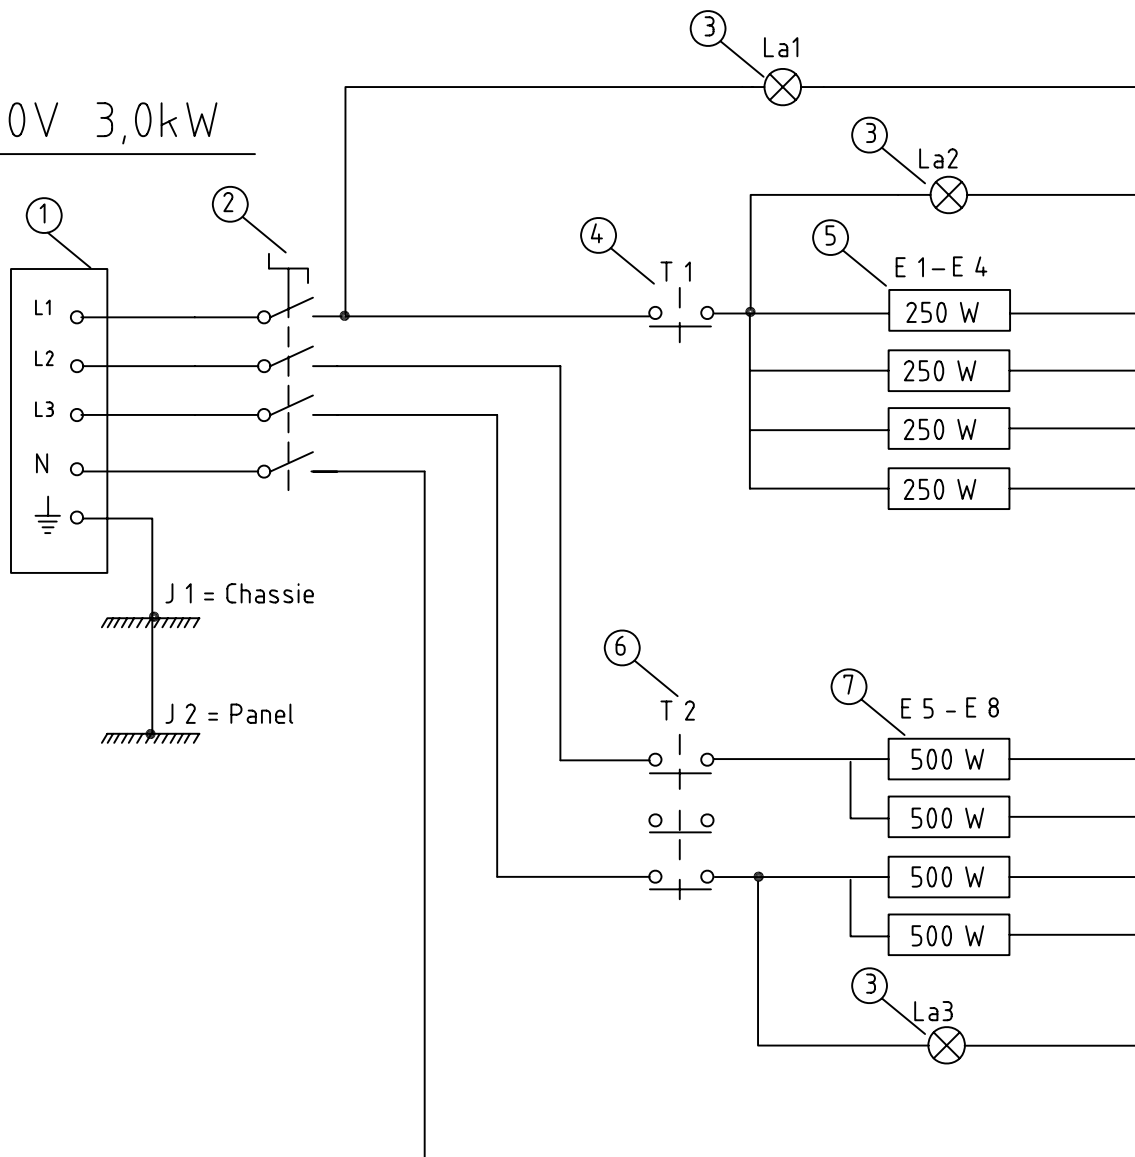 3
La1
0V 3,0kW
3
La2
1
2
4
5
T 1
E 1-E 4
L1
250 W
L2
250 W
L3
250 W
N
250 W
J 1 = Chassie
6
7
J 2 = Panel
T 2
E 5 - E 8
500 W
500 W
500 W
500 W
3
La3